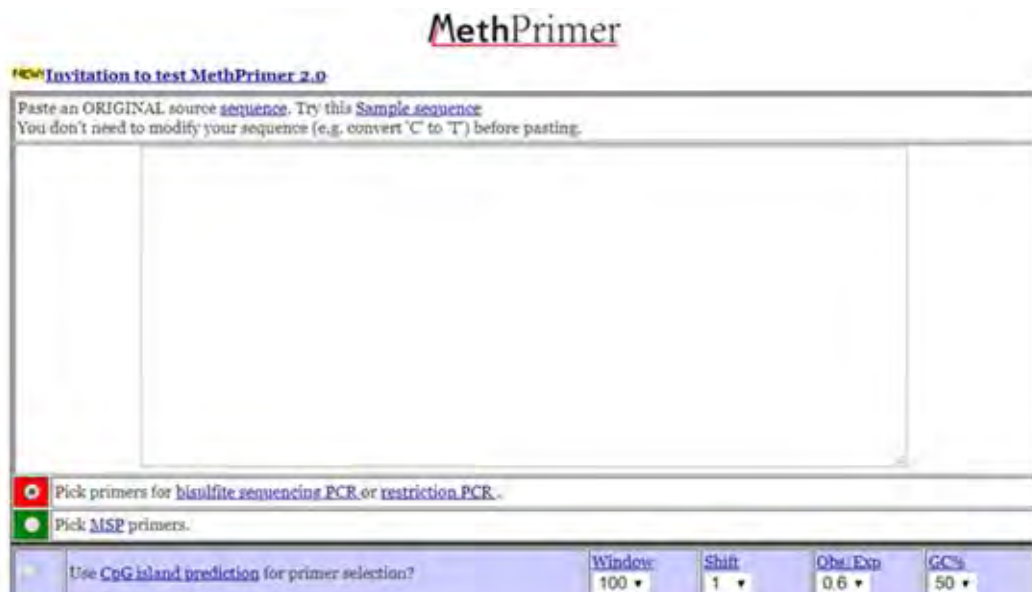 MethPrimer
NEW! Invitation to test MethPrimer 2.0
Paste an ORIGINAL source sequence. Try this Sample sequence
You don't need to modify your sequence (e.g. convert 'C' to 'T') before pasting.
Pick primers for bisulfite sequencing PCR or restriction PCR .
Pick MSP primers.
Use CpG island prediction for primer selection? Window Shift Obs/Exp GC%
100 1 0.6 50